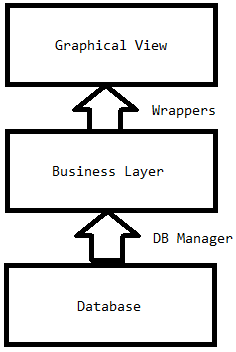 Graphical View
Wrappers
Business Layer
DB Manager
Database